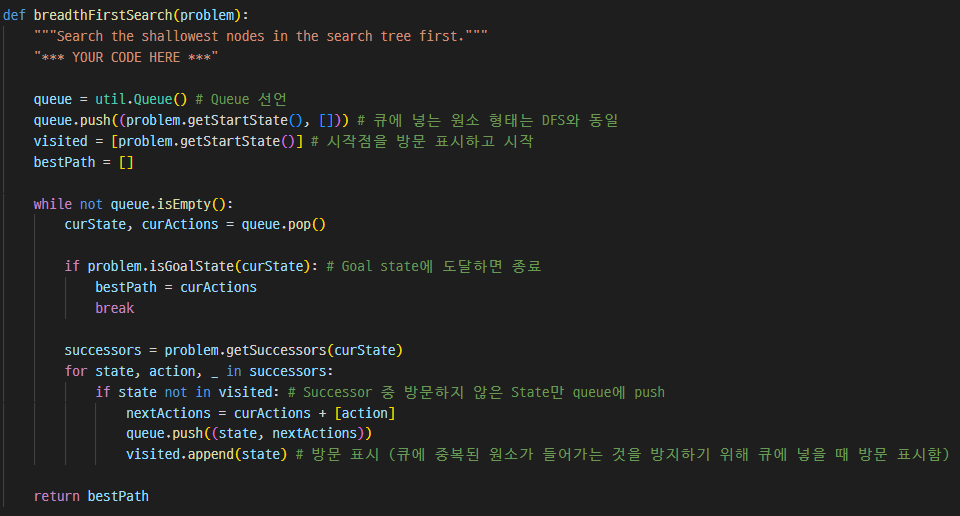 def breadthFirstSearch(problem):
"""Search the shallowest nodes in the search tree first."""
"*** YOUR CODE HERE ***"
queue = util.Queue() # Queue 선언
queue.push((problem.getStartState(), [])) # 큐에 넣는 원소 형태는 DFS와 동일
visited = [problem.getStartState()] # 시작점을 방문 표시하고 시작
bestPath = []
while not queue.isEmpty():
curState, curActions = queue.pop()
if problem.isGoalState(curState): # Goal state에 도달하면 종료
bestPath = curActions
break
successors = problem.getSuccessors(curState)
for state, action, _ in successors:
if state not in visited: # Successor 중 방문하지 않은 State만 queue에 push
nextActions = curActions + [action]
queue.push((state, nextActions))
visited.append(state) # 방문 표시 (큐에 중복된 원소가 들어가는 것을 방지하기 위해 큐에 넣을 때 방문 표시함)
return bestPath